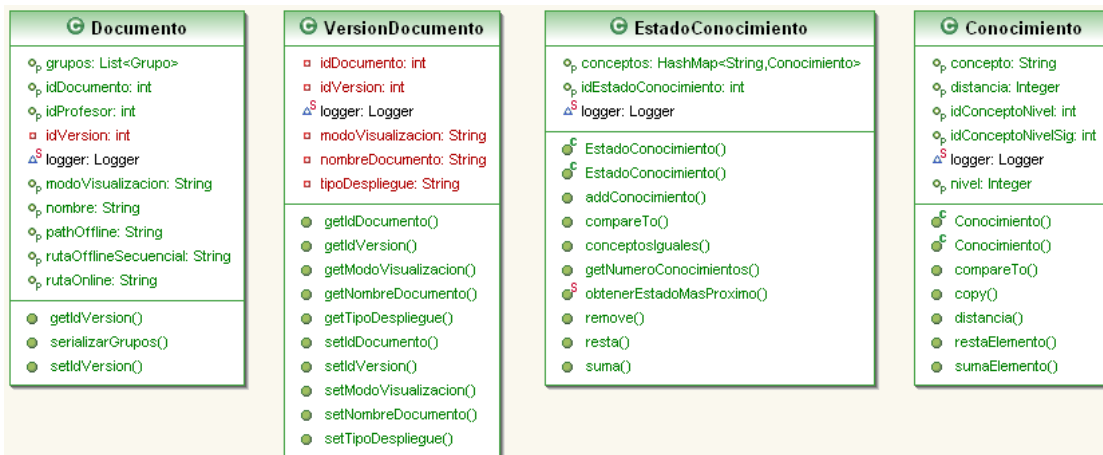 Documento
grupos: List<Grupo>
idDocumento: int
idProfesor: int
idVersion: int
logger: Logger
modoVisualizacion: String
nombre: String
pathOffline: String
rutaOfflineSecuencial: String
rutaOnline: String
getIdVersion()
serializarGrupos()
setIdVersion()
VersionDocumento
idDocumento: int
idVersion: int
logger: Logger
modoVisualizacion: String
nombreDocumento: String
tipoDespliegue: String
getIdDocumento()
getIdVersion()
getModoVisualizacion()
getNombreDocumento()
getTipoDespliegue()
setIdDocumento()
setIdVersion()
setModoVisualizacion()
setNombreDocumento()
setTipoDespliegue()
EstadoConocimiento
conceptos: HashMap<String,Conocimiento>
idEstadoConocimiento: int
logger: Logger
EstadoConocimiento()
EstadoConocimiento()
addConocimiento()
compareTo()
conceptosIguales()
getNumeroConocimientos()
obtenerEstadoMasProximo()
remove()
resta()
suma()
Conocimiento
concepto: String
distancia: Integer
idConceptoNivel: int
idConceptoNivelSig: int
logger: Logger
nivel: Integer
Conocimiento()
Conocimiento()
compareTo()
copy()
distancia()
restaElemento()
sumaElemento()